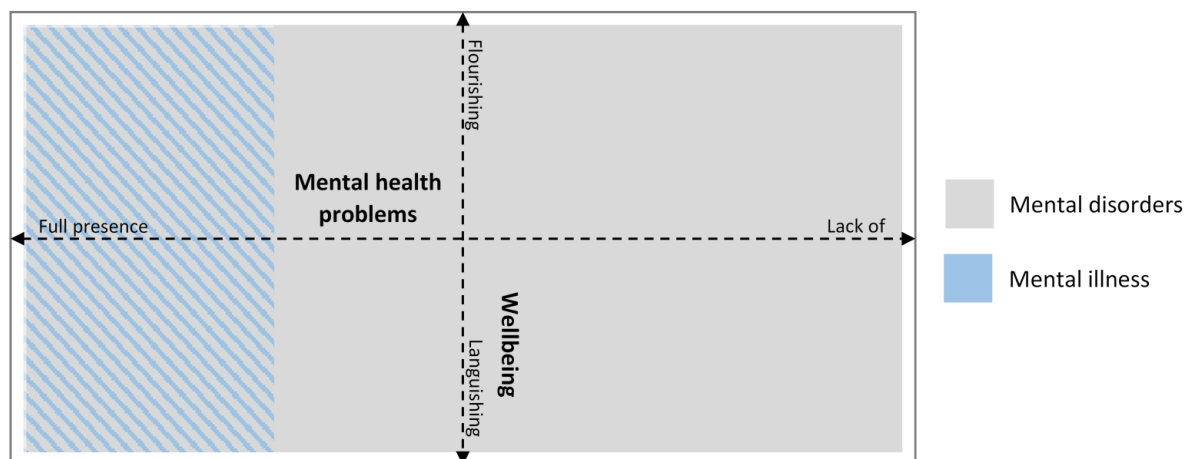 Flourishing
Mental health
problems
Full presence
Lack of
Wellbeing
Languishing
Mental disorders
Mental illness